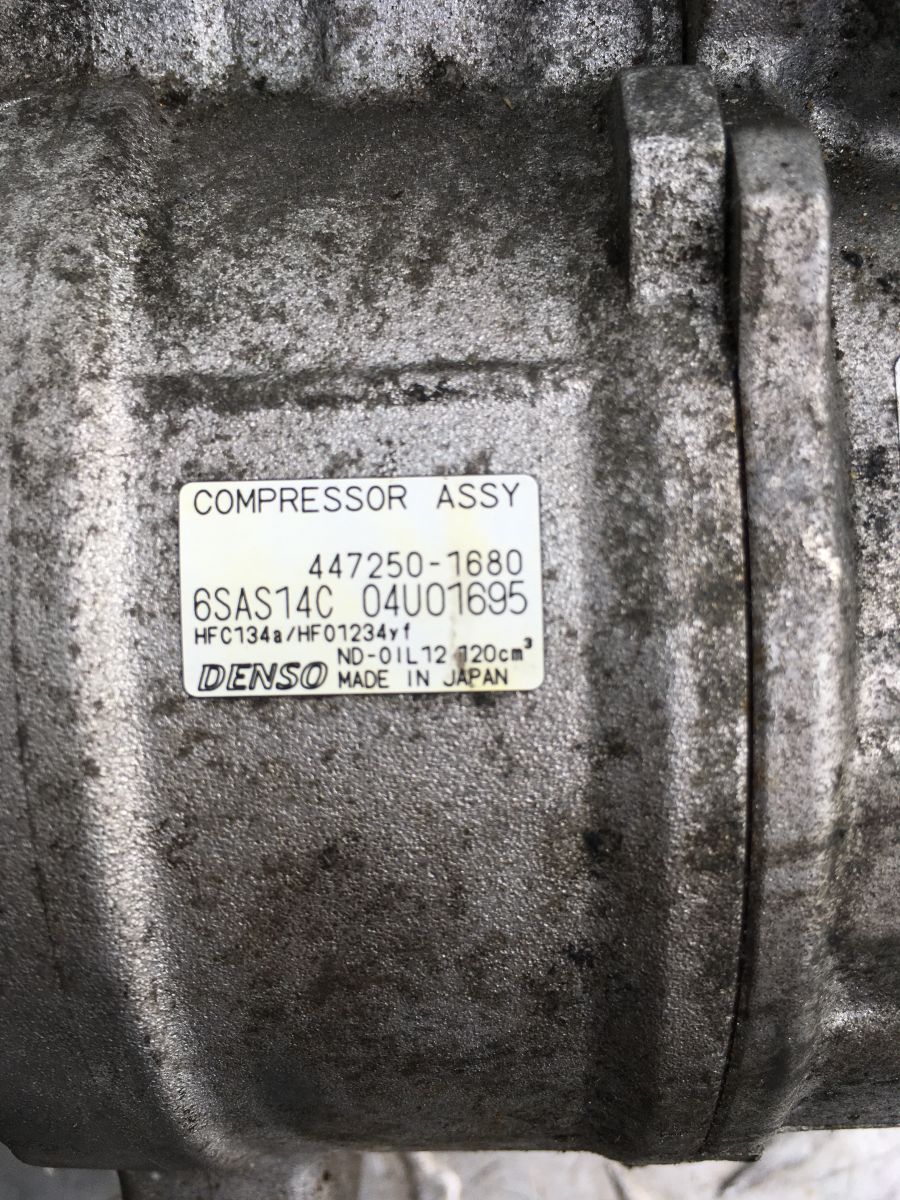 COMPRESSOR ASSY
447250-1680
6SAS14C 04U01695
HFC134a/HFO1234yf
ND-OIL12 120cm³
DENSO MADE IN JAPAN